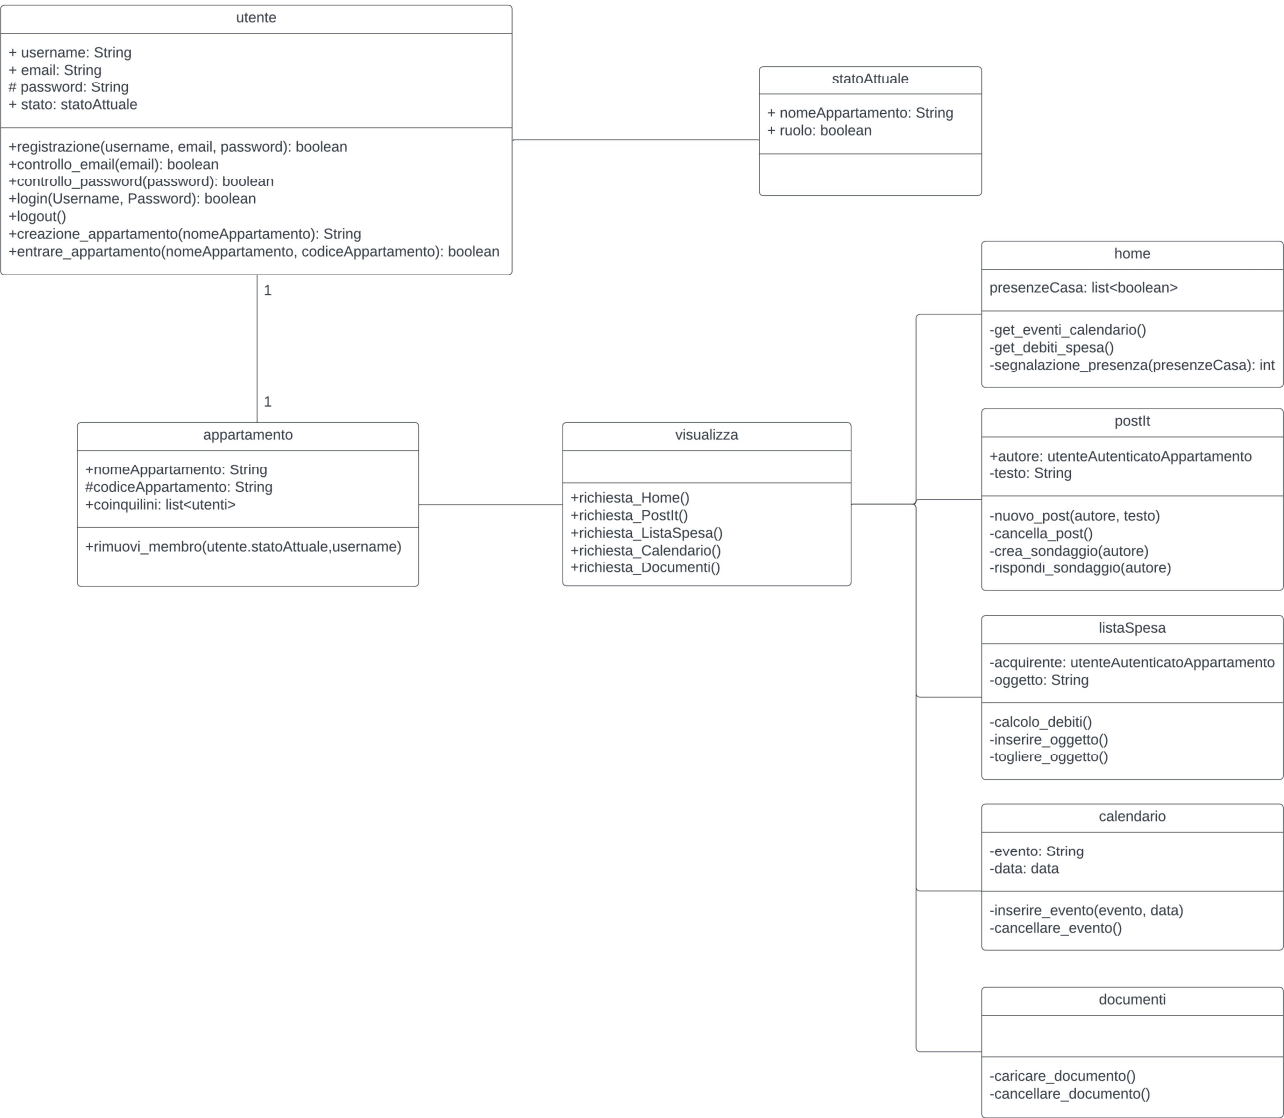 utente
+ username: String
+ email: String
# password: String
+ stato: statoAttuale
+registrazione(username, email, password): boolean
+controllo_email(email): boolean
+controllo_password(password): boolean
+login(Username, Password): boolean
+logout()
+creazione_appartamento(nomeAppartamento): String
+entrare_appartamento(nomeAppartamento, codiceAppartamento): boolean
statoAttuale
+ nomeAppartamento: String
+ ruolo: boolean
1
1
appartamento
+nomeAppartamento: String
#codiceAppartamento: String
+coinquilini: list<utenti>
+rimuovi_membro(utente.statoAttuale,username)
visualizza
+richiesta_Home()
+richiesta_PostIt()
+richiesta_ListaSpesa()
+richiesta_Calendario()
+richiesta_Documenti()
home
presenzeCasa: list<boolean>
-get_eventi_calendario()
-get_debiti_spesa()
-segnalazione_presenza(presenzeCasa): int
postIt
+autore: utenteAutenticatoAppartamento
-testo: String
-nuovo_post(autore, testo)
-cancella_post()
-crea_sondaggio(autore)
-rispondi_sondaggio(autore)
listaSpesa
-acquirente: utenteAutenticatoAppartamento
-oggetto: String
-calcolo_debiti()
-inserire_oggetto()
-togliere_oggetto()
calendario
-evento: String
-data: data
-inserire_evento(evento, data)
-cancellare_evento()
documenti
-caricare_documento()
-cancellare_documento()